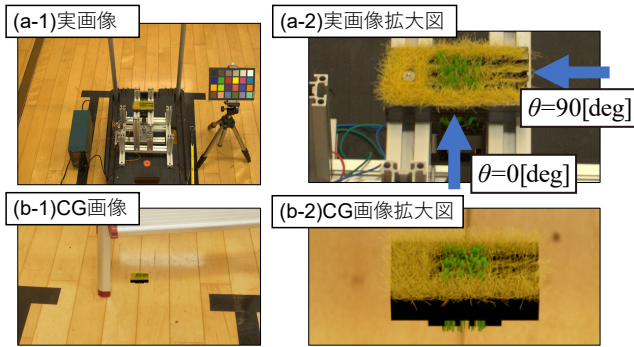 (a-1)実画像
(a-2)実画像拡大図
θ=90[deg]
θ=0[deg]
(b-1)CG画像
(b-2)CG画像拡大図